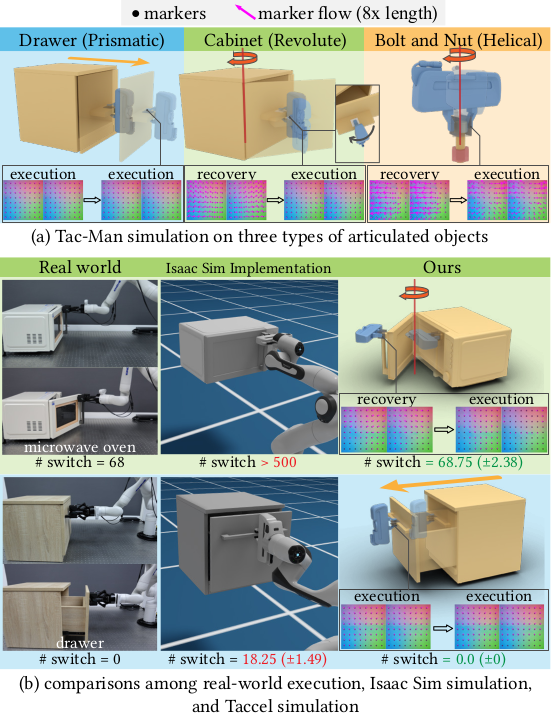 markers
marker flow (8x length)
Drawer (Prismatic)
Cabinet (Revolute)
Bolt and Nut (Helical)
execution
execution
recovery
execution
recovery
execution
(a) Tac-Man simulation on three types of articulated objects
Real world
Isaac Sim Implementation
Ours
microwave oven
recovery
execution
# switch = 68
# switch > 500
# switch = 68.75 (±2.38)
drawer
execution
execution
# switch = 0
# switch = 18.25 (±1.49)
# switch = 0.0 (±0)
(b) comparisons among real-world execution, Isaac Sim simulation,
and Taccel simulation